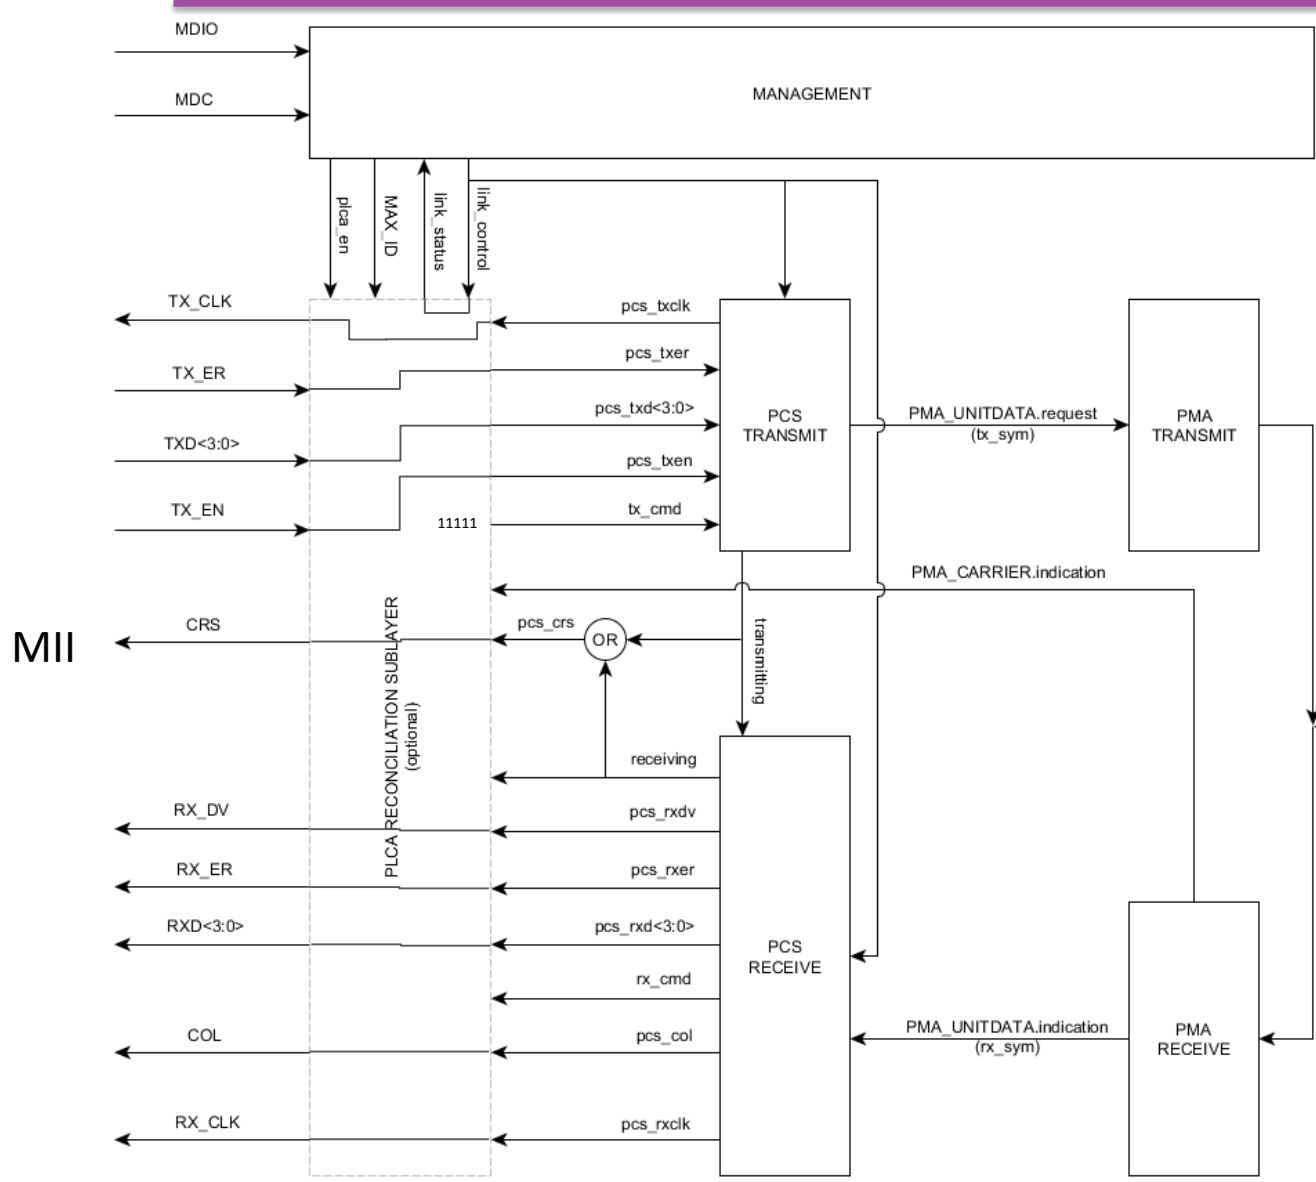 MDIO
MANAGEMENT
MDC
plca_en
MAX_ID
link_status
link_control
TX_CLK
pcs_txclk
pcs_txer
TX_ER
pcs_txd<3:0>
PCS
TRANSMIT
PMA_UNITDATA.request
(tx_sym)
PMA
TRANSMIT
TXD<3:0>
pcs_txen
TX_EN
11111
tx_cmd
PMA_CARRIER.indication
MII
CRS
pcs_crs
OR
transmitting
PLCA RECONCILIATION SUBLAYER
(optional)
receiving
RX_DV
pcs_rxdv
RX_ER
pcs_rxer
RXD<3:0>
pcs_rxd<3:0>
PCS
RECEIVE
rx_cmd
COL
pcs_col
PMA_UNITDATA.indication
(rx_sym)
PMA
RECEIVE
RX_CLK
pcs_rxclk